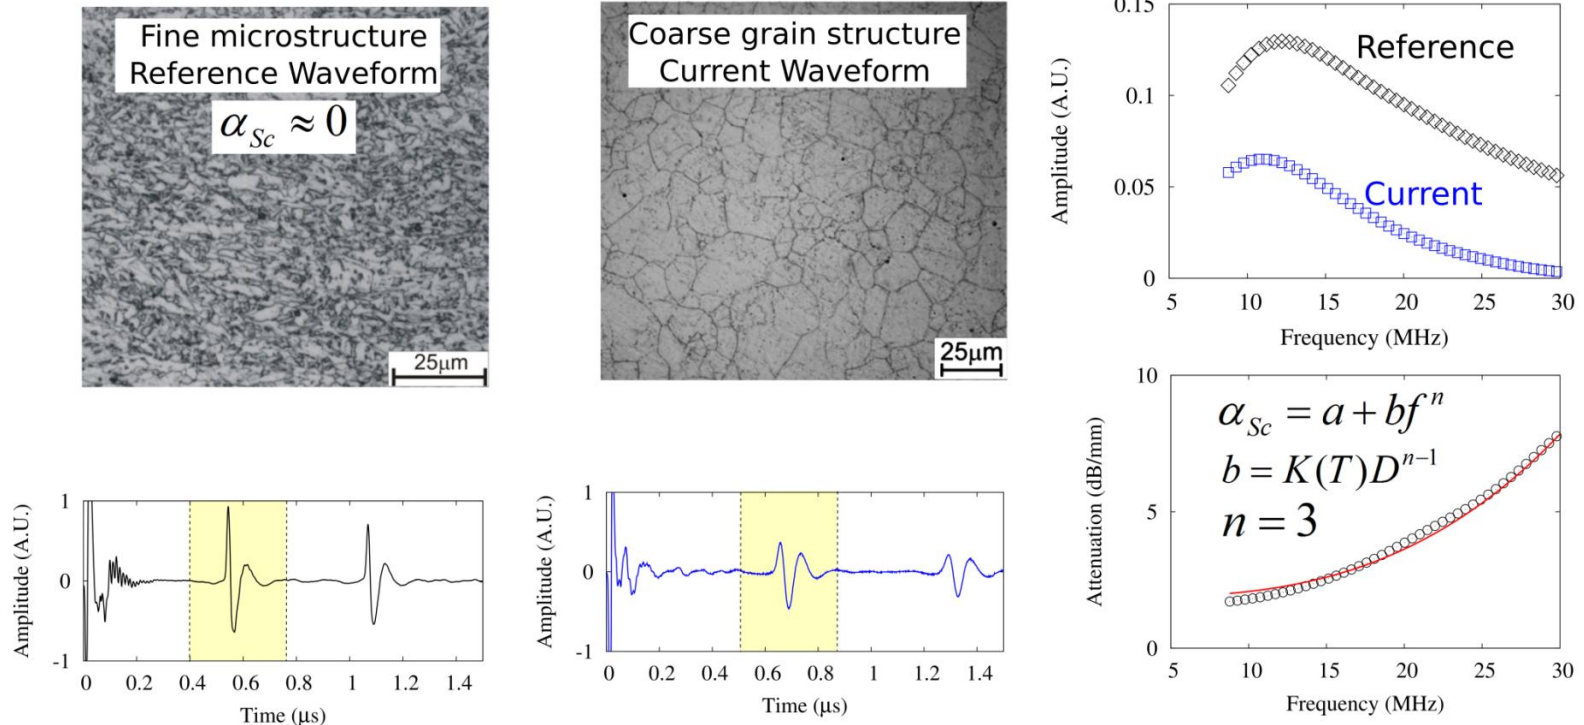 Fine microstructure
Reference Waveform
α_Sc ≈ 0
25μm
Coarse grain structure
Current Waveform
25μm
0.15
0.1
0.05
0
Amplitude (A.U.)
Reference
Current
5 10 15 20 25 30
Frequency (MHz)
10
5
0
Attenuation (dB/mm)
α_Sc = a + bf^n
b = K(T)D^{n−1}
n = 3
5 10 15 20 25 30
Frequency (MHz)
1
0
-1
Amplitude (A.U.)
0 0.2 0.4 0.6 0.8 1 1.2 1.4
Time (μs)
1
0
-1
Amplitude (A.U.)
0 0.2 0.4 0.6 0.8 1 1.2 1.4
Time (μs)